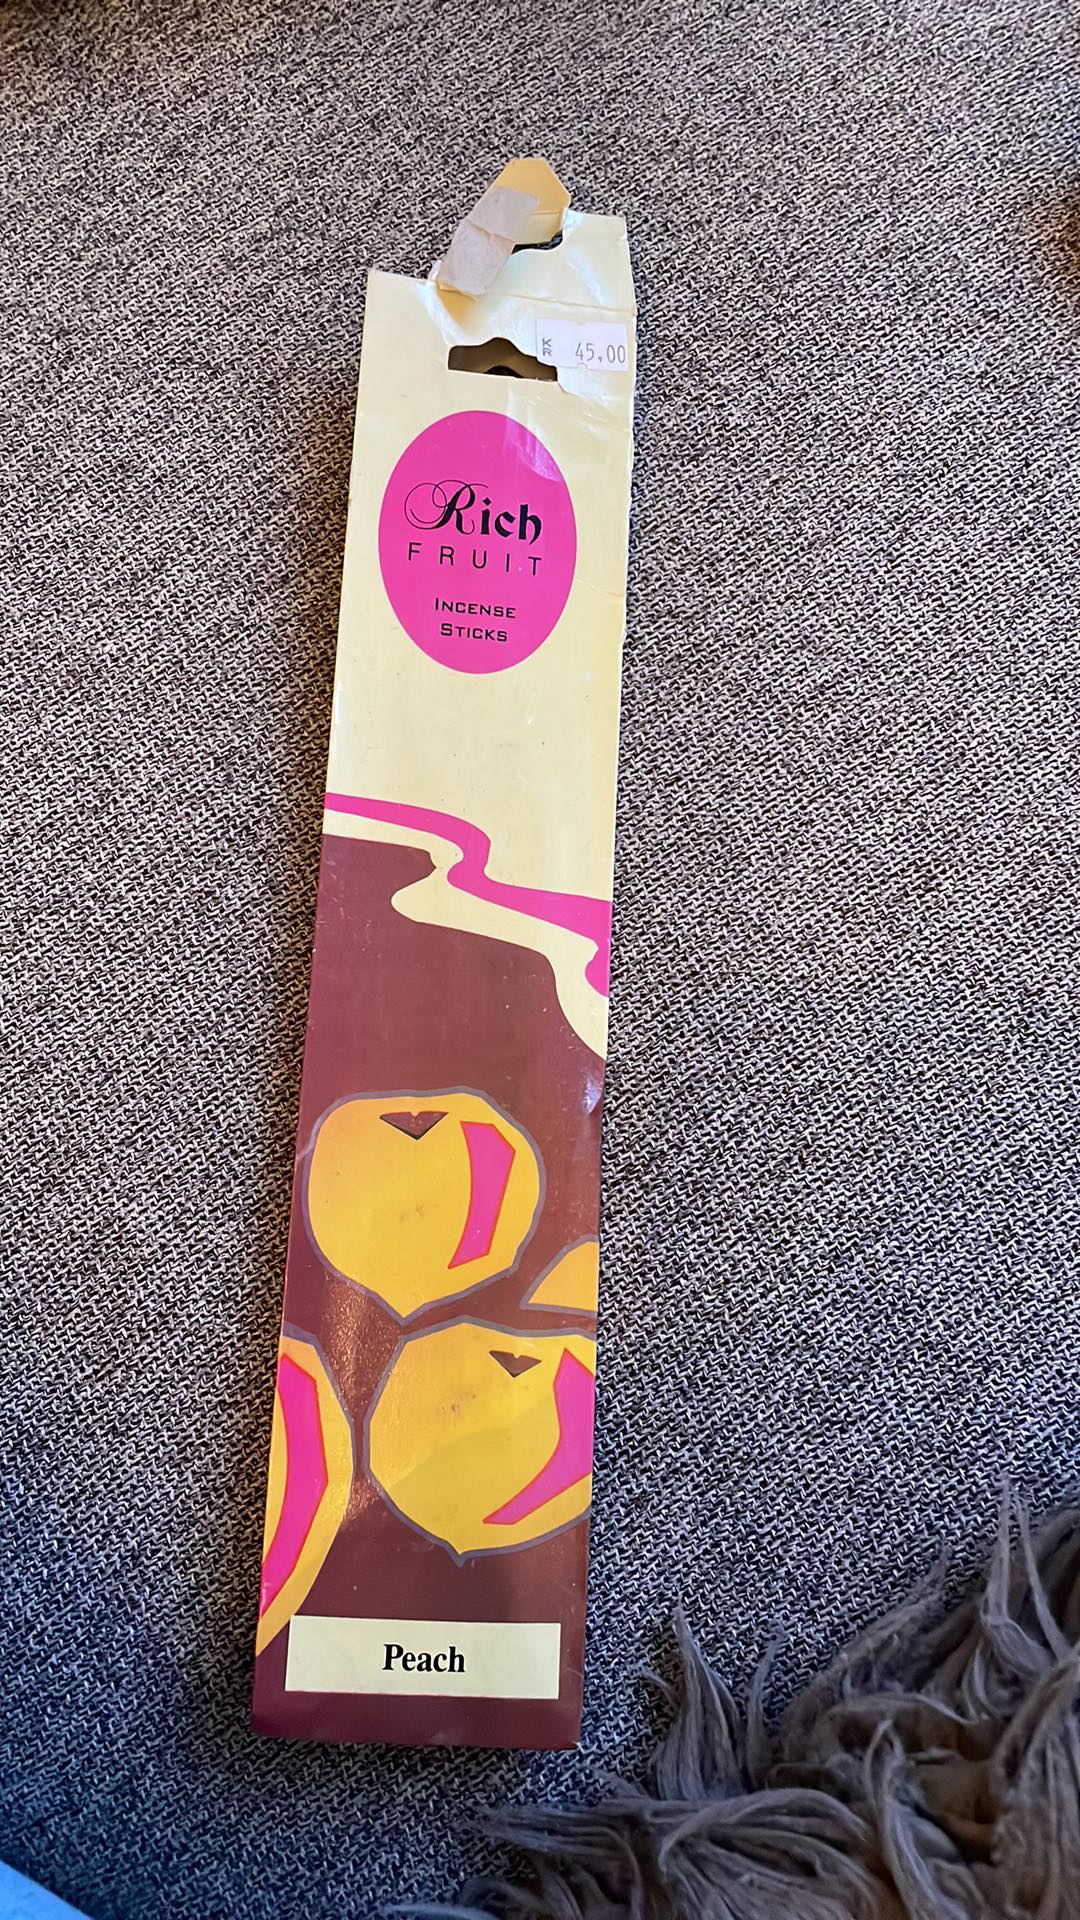 KR 45,00
Rich
FRUIT
INCENSE
STICKS
Peach